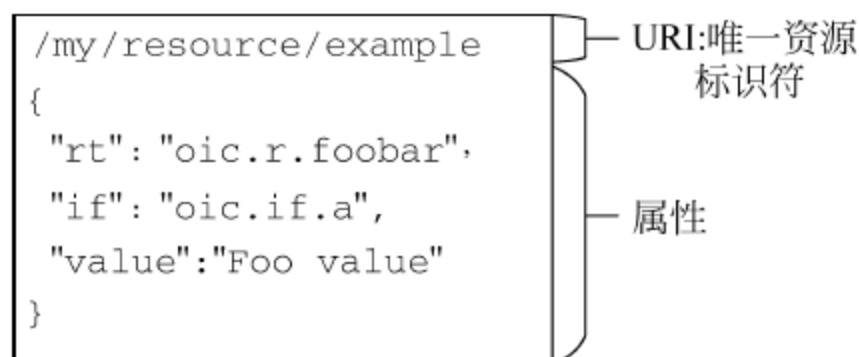 /my/resource/example
{
"rt": "oic.r.foobar",
"if": "oic.if.a",
"value":"Foo value"
}
URI:唯一资源
标识符
属性